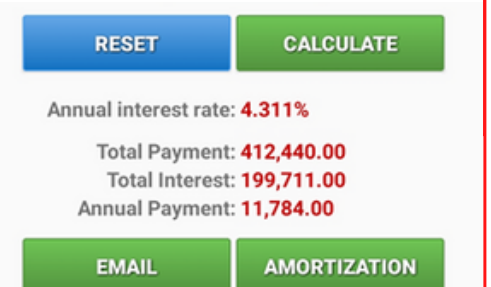 RESET CALCULATE
Annual interest rate: 4.311%
Total Payment: 412,440.00
Total Interest: 199,711.00
Annual Payment: 11,784.00
EMAIL AMORTIZATION